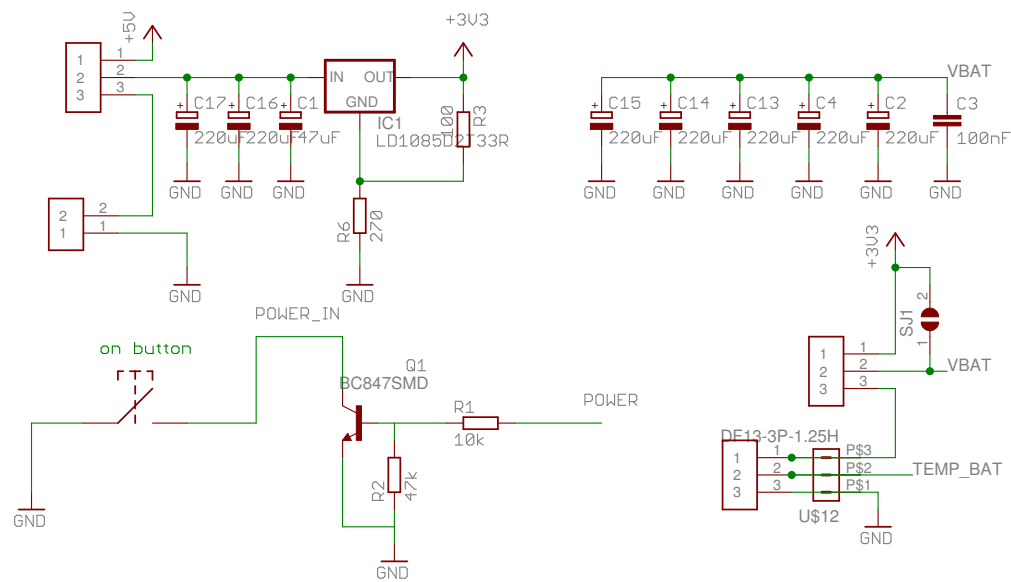 +5V
+3V3
1
2
3
1
2
3
IN OUT
GND
+ C17
220uF
+ C16
220uF
+ C1
47uF
IC1
LD1085D2T33R
100
R3
GND
GND
GND
2
1
2
1
R6
270
GND
GND
+ C15
220uF
+ C14
220uF
+ C13
220uF
+ C4
220uF
+ C2
220uF
VBAT
C3
100nF
GND
GND
GND
GND
GND
GND
POWER_IN
on button
Q1
BC847SMD
R1
10k
POWER
R2
47k
GND
GND
+3V3
2
SJ1
1
1
2
3
1
2
3
VBAT
DF13-3P-1.25H
1
2
3
1
2
3
P$3
P$2
P$1
TEMP_BAT
U$12
GND